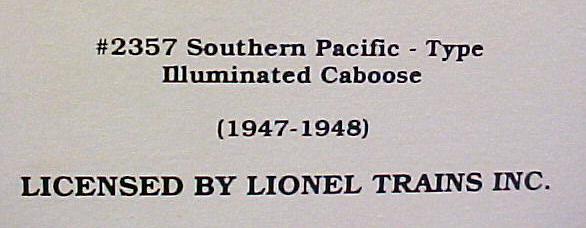 #2357 Southern Pacific - Type
Illuminated Caboose
(1947-1948)
LICENSED BY LIONEL TRAINS INC.